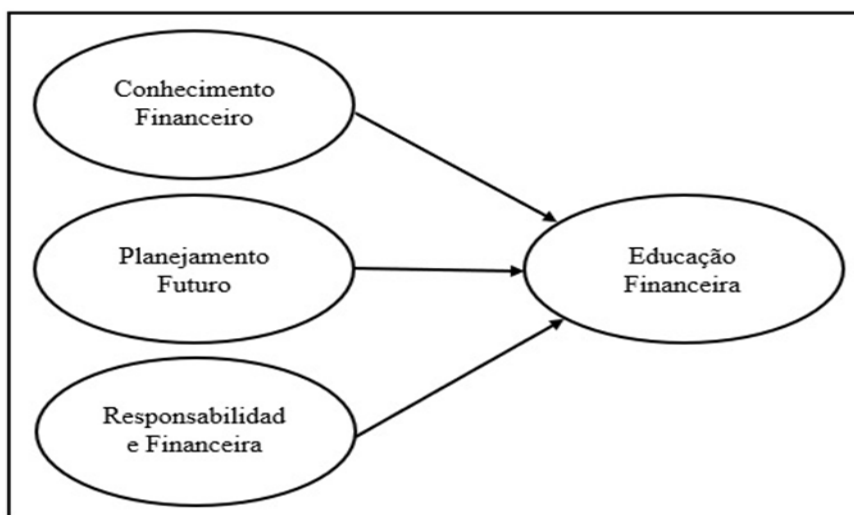 Conhecimento
Financeiro
Planejamento
Futuro
Educação
Financeira
Responsabilidad
e Financeira